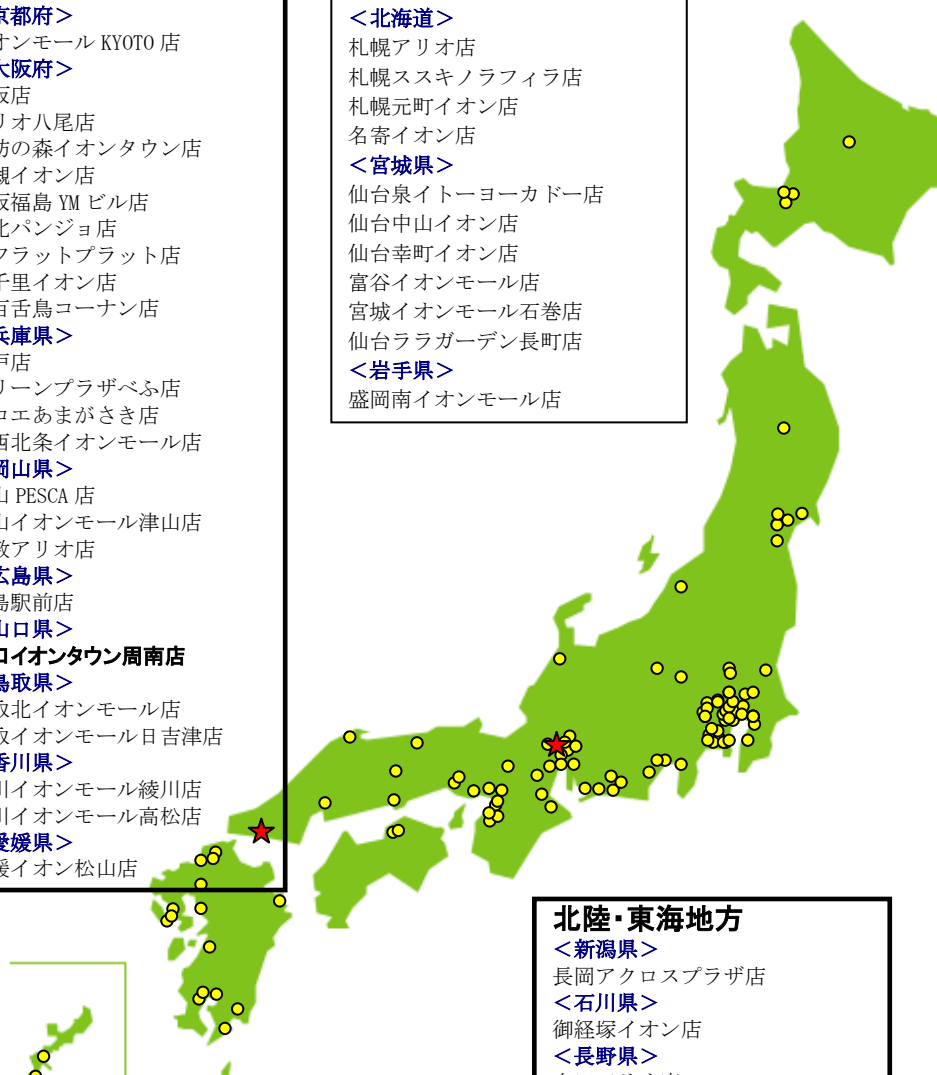 京都府＞
オンモール KYOTO 店
大阪府＞
阪店
リオ八尾店
訪の森イオンタウン店
槻イオン店
阪福島 YM ビル店
北パンジョ店
フラットプラット店
千里イオン店
百舌鳥コーナン店
兵庫県＞
戸店
リーンプラザべふ店
コエあまがさき店
西北条イオンモール店
岡山県＞
山 PESCA 店
山イオンモール津山店
敷アリオ店
広島県＞
島駅前店
山口県＞
口イオンタウン周南店
鳥取県＞
取北イオンモール店
取イオンモール日吉津店
香川県＞
川イオンモール綾川店
川イオンモール高松店
愛媛県＞
媛イオン松山店
＜北海道＞
札幌アリオ店
札幌ススキノラフィラ店
札幌元町イオン店
名寄イオン店
＜宮城県＞
仙台泉イトーヨーカドー店
仙台中山イオン店
仙台幸町イオン店
富谷イオンモール店
宮城イオンモール石巻店
仙台ララガーデン長町店
＜岩手県＞
盛岡南イオンモール店
北陸・東海地方
＜新潟県＞
長岡アクロスプラザ店
＜石川県＞
御経塚イオン店
＜長野県＞